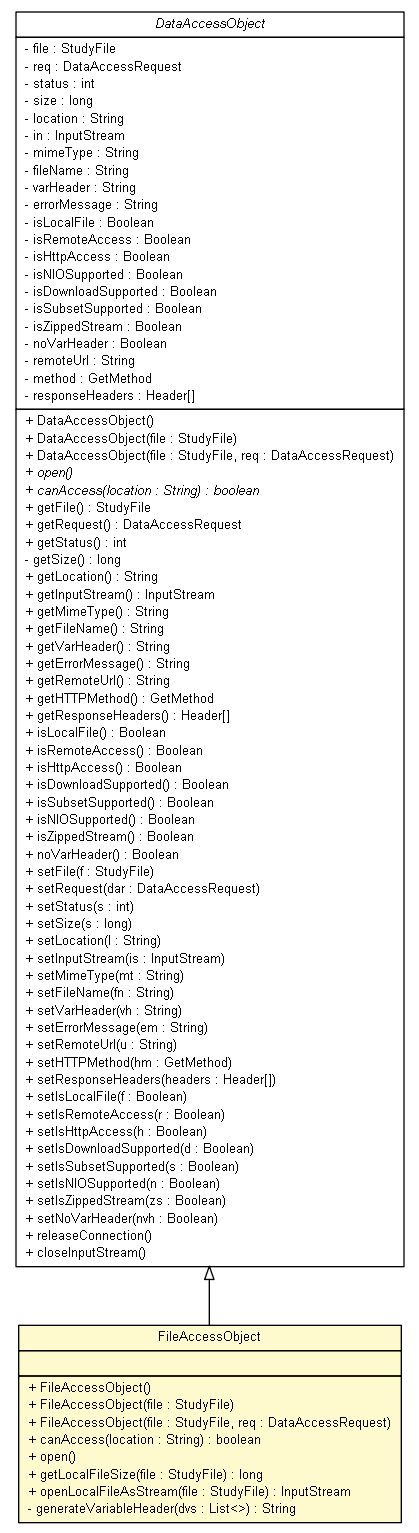 DataAccessObject
- file : StudyFile
- req : DataAccessRequest
- status : int
- size : long
- location : String
- in : InputStream
- mimeType : String
- fileName : String
- varHeader : String
- errorMessage : String
- isLocalFile : Boolean
- isRemoteAccess : Boolean
- isHttpAccess : Boolean
- isNIOSupported : Boolean
- isDownloadSupported : Boolean
- isSubsetSupported : Boolean
- isZippedStream : Boolean
- noVarHeader : Boolean
- remoteUrl : String
- method : GetMethod
- responseHeaders : Header[]
+ DataAccessObject()
+ DataAccessObject(file : StudyFile)
+ DataAccessObject(file : StudyFile, req : DataAccessRequest)
+ open()
+ canAccess(location : String) : boolean
+ getFile() : StudyFile
+ getRequest() : DataAccessRequest
+ getStatus() : int
- getSize() : long
+ getLocation() : String
+ getInputStream() : InputStream
+ getMimeType() : String
+ getFileName() : String
+ getVarHeader() : String
+ getErrorMessage() : String
+ getRemoteUrl() : String
+ getHTTPMethod() : GetMethod
+ getResponseHeaders() : Header[]
+ isLocalFile() : Boolean
+ isRemoteAccess() : Boolean
+ isHttpAccess() : Boolean
+ isDownloadSupported() : Boolean
+ isSubsetSupported() : Boolean
+ isNIOSupported() : Boolean
+ isZippedStream() : Boolean
+ noVarHeader() : Boolean
+ setFile(f : StudyFile)
+ setRequest(dar : DataAccessRequest)
+ setStatus(s : int)
+ setSize(s : long)
+ setLocation(l : String)
+ setInputStream(is : InputStream)
+ setMimeType(mt : String)
+ setFileName(fn : String)
+ setVarHeader(vh : String)
+ setErrorMessage(em : String)
+ setRemoteUrl(u : String)
+ setHTTPMethod(hm : GetMethod)
+ setResponseHeaders(headers : Header[])
+ setIsLocalFile(f : Boolean)
+ setIsRemoteAccess(r : Boolean)
+ setIsHttpAccess(h : Boolean)
+ setIsDownloadSupported(d : Boolean)
+ setIsSubsetSupported(s : Boolean)
+ setIsNIOSupported(n : Boolean)
+ setIsZippedStream(zs : Boolean)
+ setNoVarHeader(nvh : Boolean)
+ releaseConnection()
+ closeInputStream()
FileAccessObject
+ FileAccessObject()
+ FileAccessObject(file : StudyFile)
+ FileAccessObject(file : StudyFile, req : DataAccessRequest)
+ canAccess(location : String) : boolean
+ open()
+ getLocalFileSize(file : StudyFile) : long
+ openLocalFileAsStream(file : StudyFile) : InputStream
- generateVariableHeader(dvs : List<>) : String